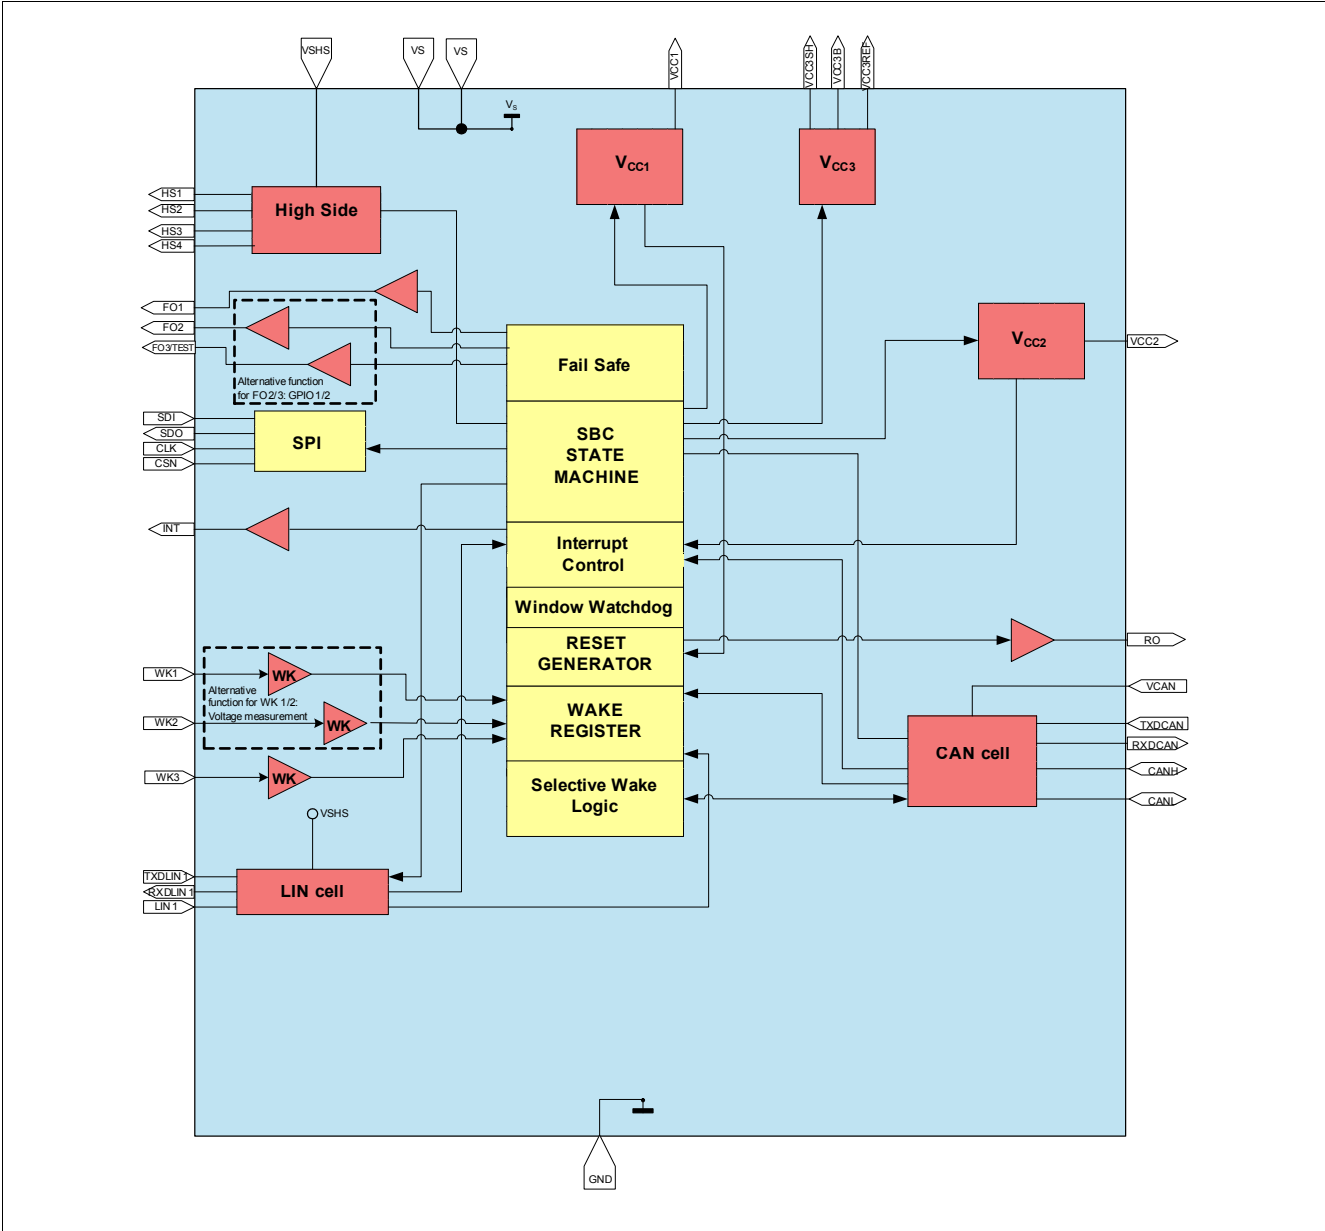 VSHS
VS
VS
VCC1
VCC3SH
VCC3B
VCC3REF
Vs
VCC1
VCC3
HS1
HS2
HS3
HS4
High Side
FO1
FO2
FO3/TEST
Alternative function
for FO2/3: GPIO1/2
Fail Safe
VCC2
VCC2
SDI
SDO
CLK
CSN
SPI
SBC
STATE
MACHINE
INT
Interrupt
Control
Window Watchdog
RESET
GENERATOR
RO
WK1
WK
Alternative
function for WK 1/2:
Voltage measurement
WK2
WK
WK3
WK
WAKE
REGISTER
Selective Wake
Logic
VCAN
TXDCAN
RXDCAN
CANH
CANL
CAN cell
VSHS
TXDLIN1
RXDLIN1
LIN1
LIN cell
GND